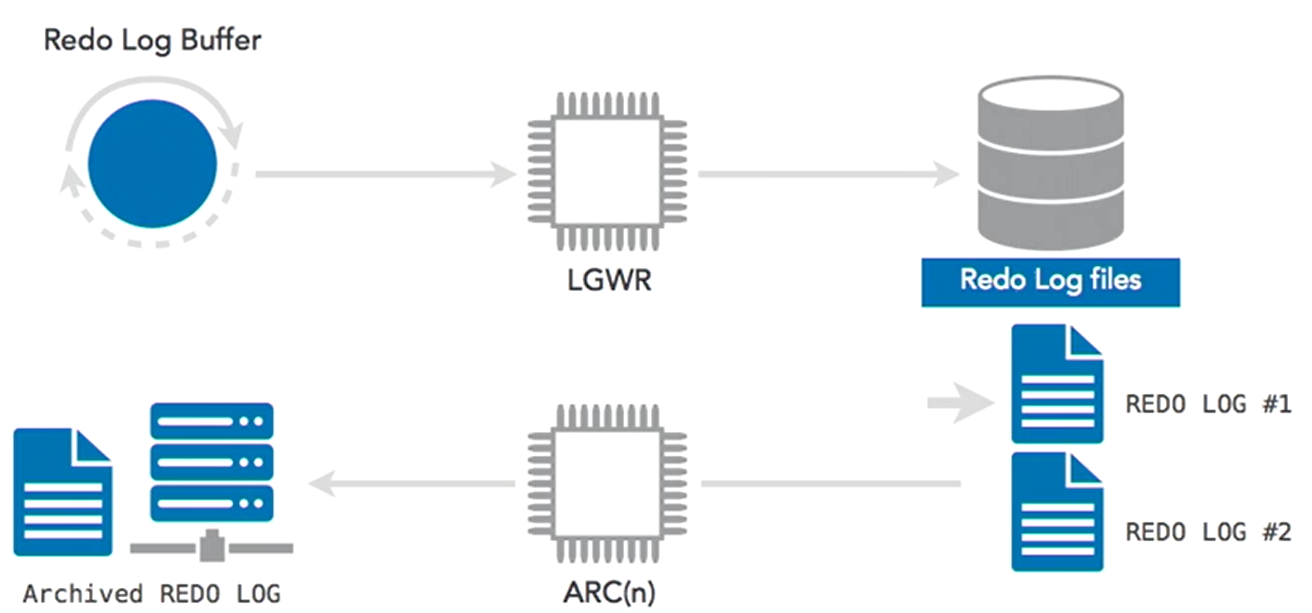 Redo Log Buffer
LGWR
Redo Log files
REDO LOG #1
REDO LOG #2
Archived REDO LOG
ARC(n)